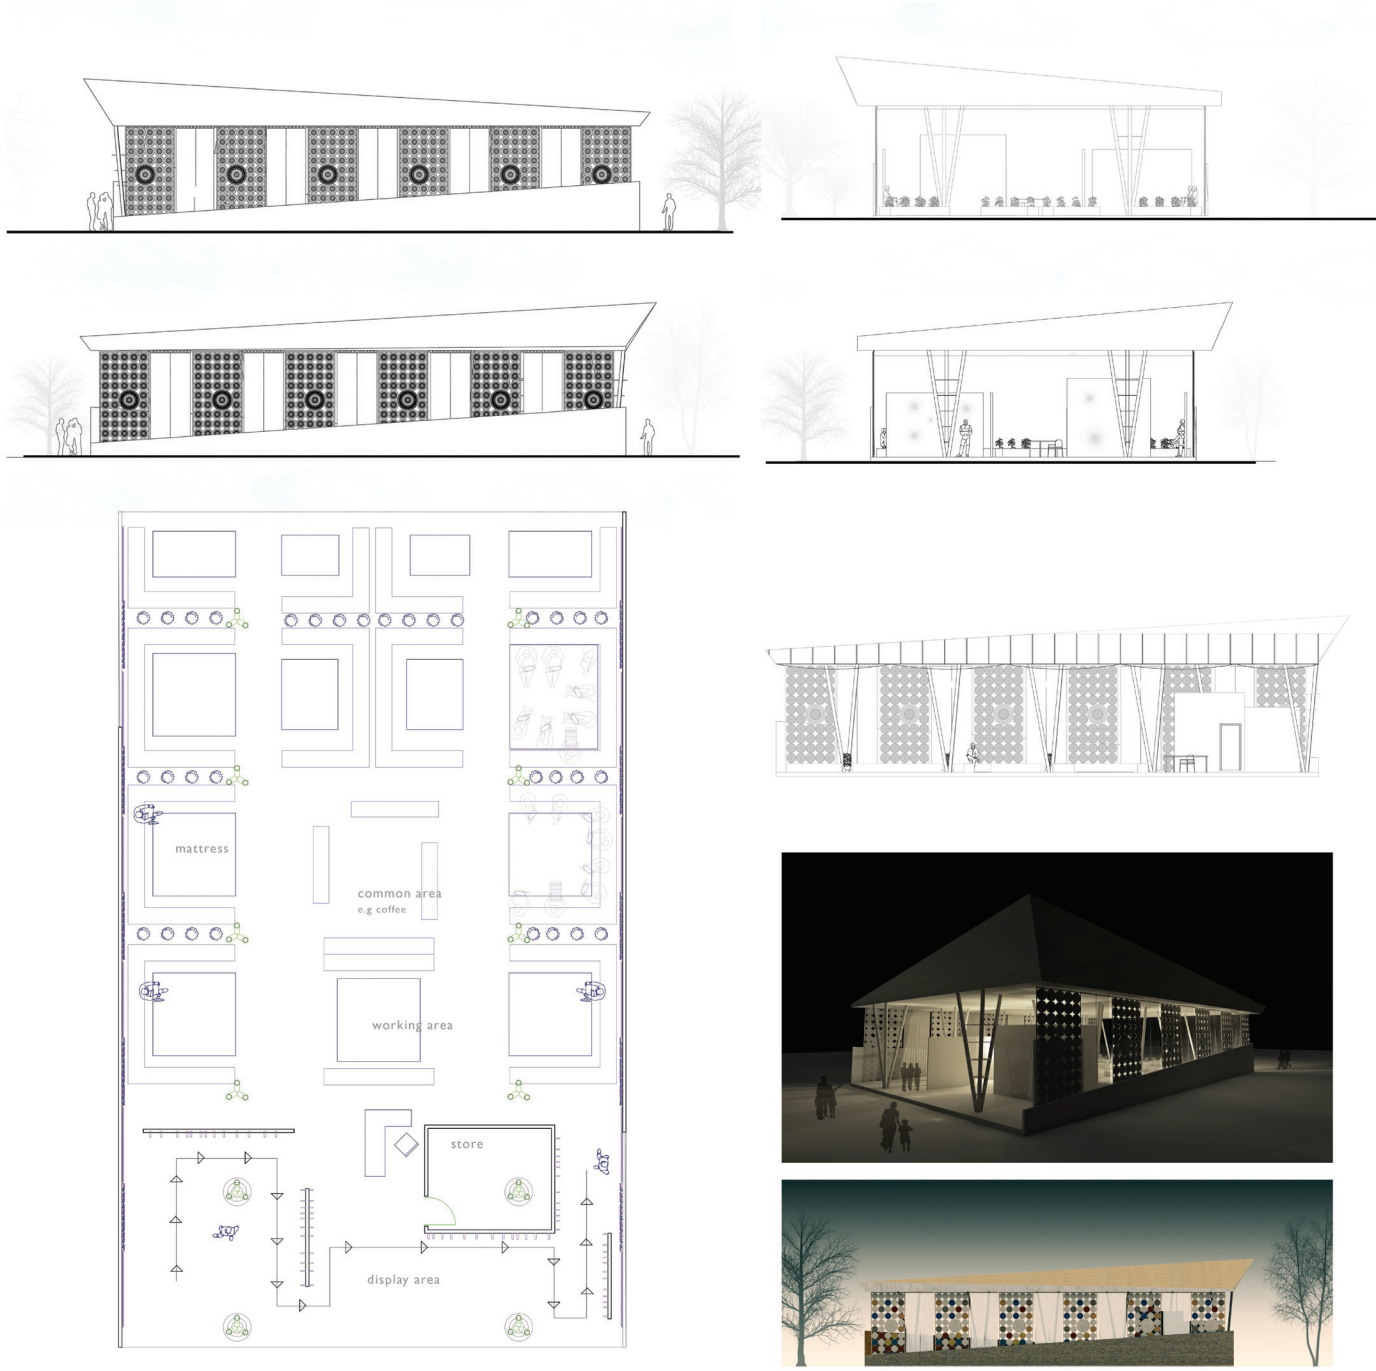 mattress
common area
e.g coffee
working area
store
display area